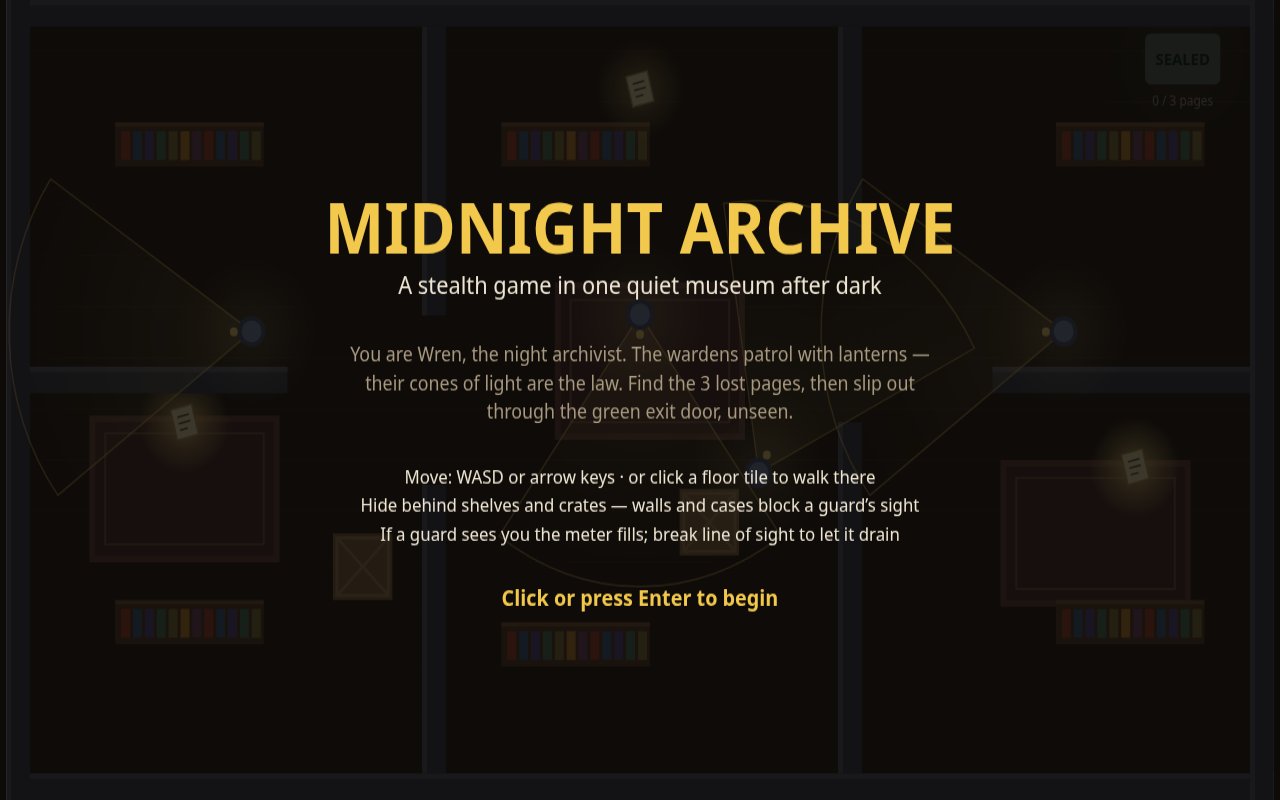 SEALED
0 / 3 pages
MIDNIGHT ARCHIVE
A stealth game in one quiet museum after dark
You are Wren, the night archivist. The wardens patrol with lanterns —
their cones of light are the law. Find the 3 lost pages, then slip out
through the green exit door, unseen.
Move: WASD or arrow keys · or click a floor tile to walk there
Hide behind shelves and crates — walls and cases block a guard’s sight
If a guard sees you the meter fills; break line of sight to let it drain
Click or press Enter to begin